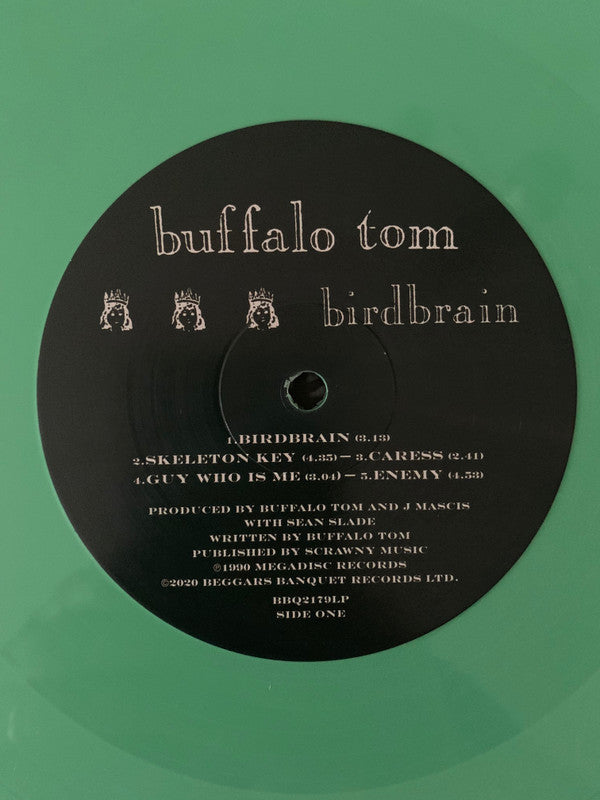 buffalo tom
birdbrain
1.BIRDBRAIN (3.13)
2.SKELETON KEY (4.35) – 3.CARESS (2.41)
4.GUY WHO IS ME (3.04) – 5.ENEMY (4.53)
PRODUCED BY BUFFALO TOM AND J MASCIS
WITH SEAN SLADE
WRITTEN BY BUFFALO TOM
PUBLISHED BY SCRAWNY MUSIC
℗1990 MEGADISC RECORDS
©2020 BEGGARS BANQUET RECORDS LTD.
BBQ2179LP
SIDE ONE